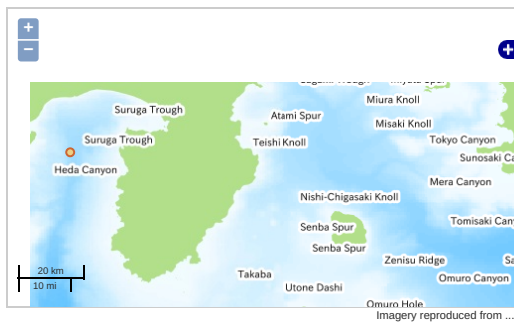 +
−
+
Miura Knoll
Suruga Trough
Atami Spur
Misaki Knoll
Suruga Trough
Teishi Knoll
Tokyo Canyon
Sunosaki Ca
Heda Canyon
Mera Canyon
Nishi-Chigasaki Knoll
Tomisaki Can
Senba Spur
Senba Spur
Zenisu Ridge
Sa
20 km
Takaba
Omuro Canyon
10 mi
Utone Dashi
Omuro Hole
Imagery reproduced from ...